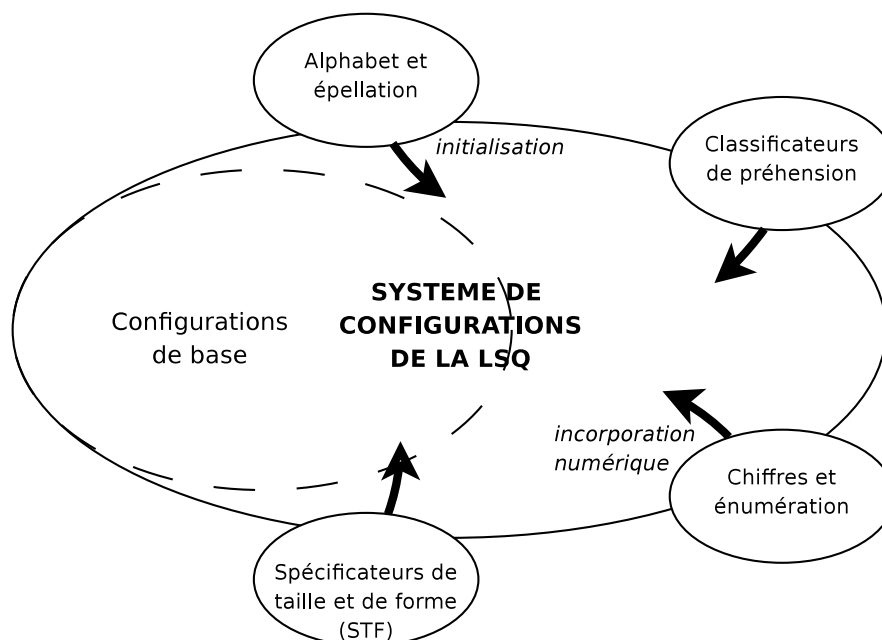 Alphabet et
épellation
initialisation
Classificateurs
de préhension
SYSTEME DE
CONFIGURATIONS
DE LA LSQ
Configurations
de base
incorporation
numérique
Chiffres et
énumération
Spécificateurs de
taille et de forme
(STF)